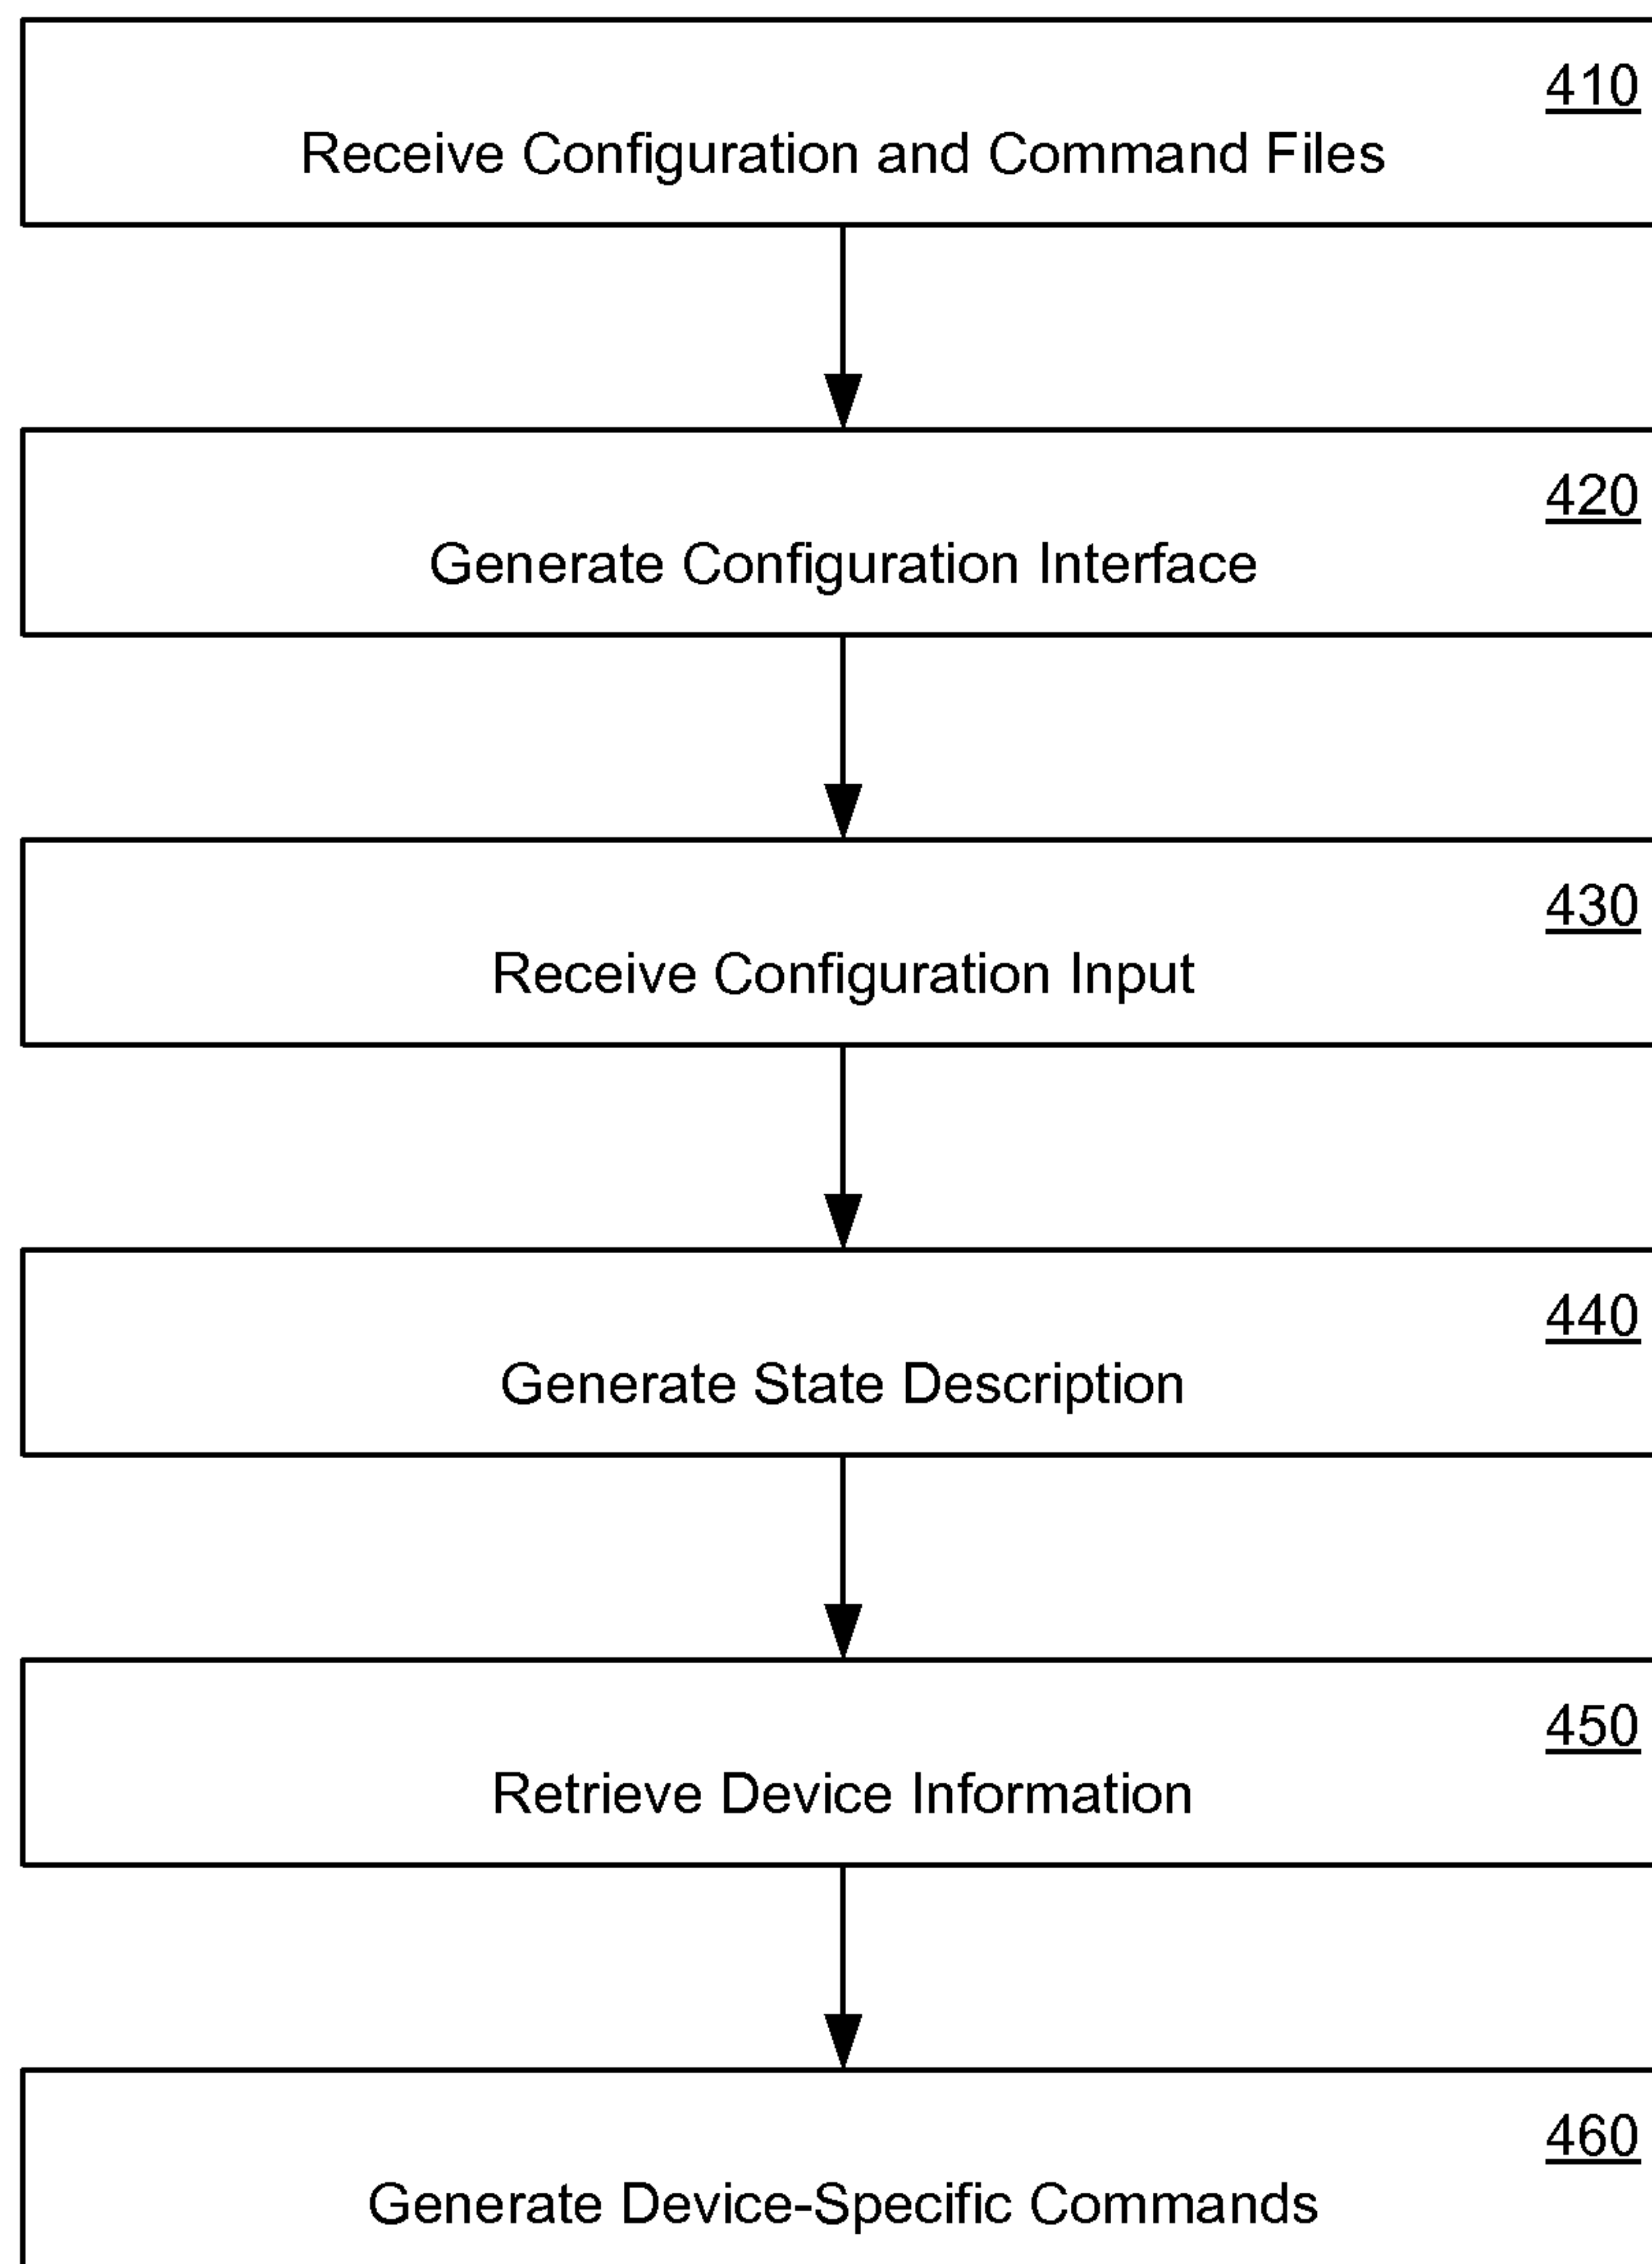 410
Receive Configuration and Command Files
420
Generate Configuration Interface
430
Receive Configuration Input
440
Generate State Description
450
Retrieve Device Information
460
Generate Device-Specific Commands